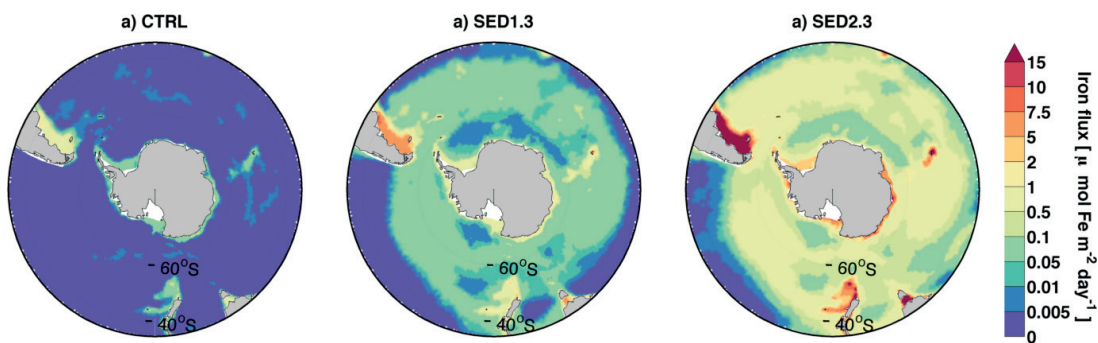 a) CTRL
a) SED1.3
a) SED2.3
60°S
40°S
60°S
40°S
60°S
40°S
15
10
7.5
5
2
1
0.5
0.1
0.05
0.01
0.005
0
Iron flux [ μ mol Fe m⁻² day⁻¹ ]